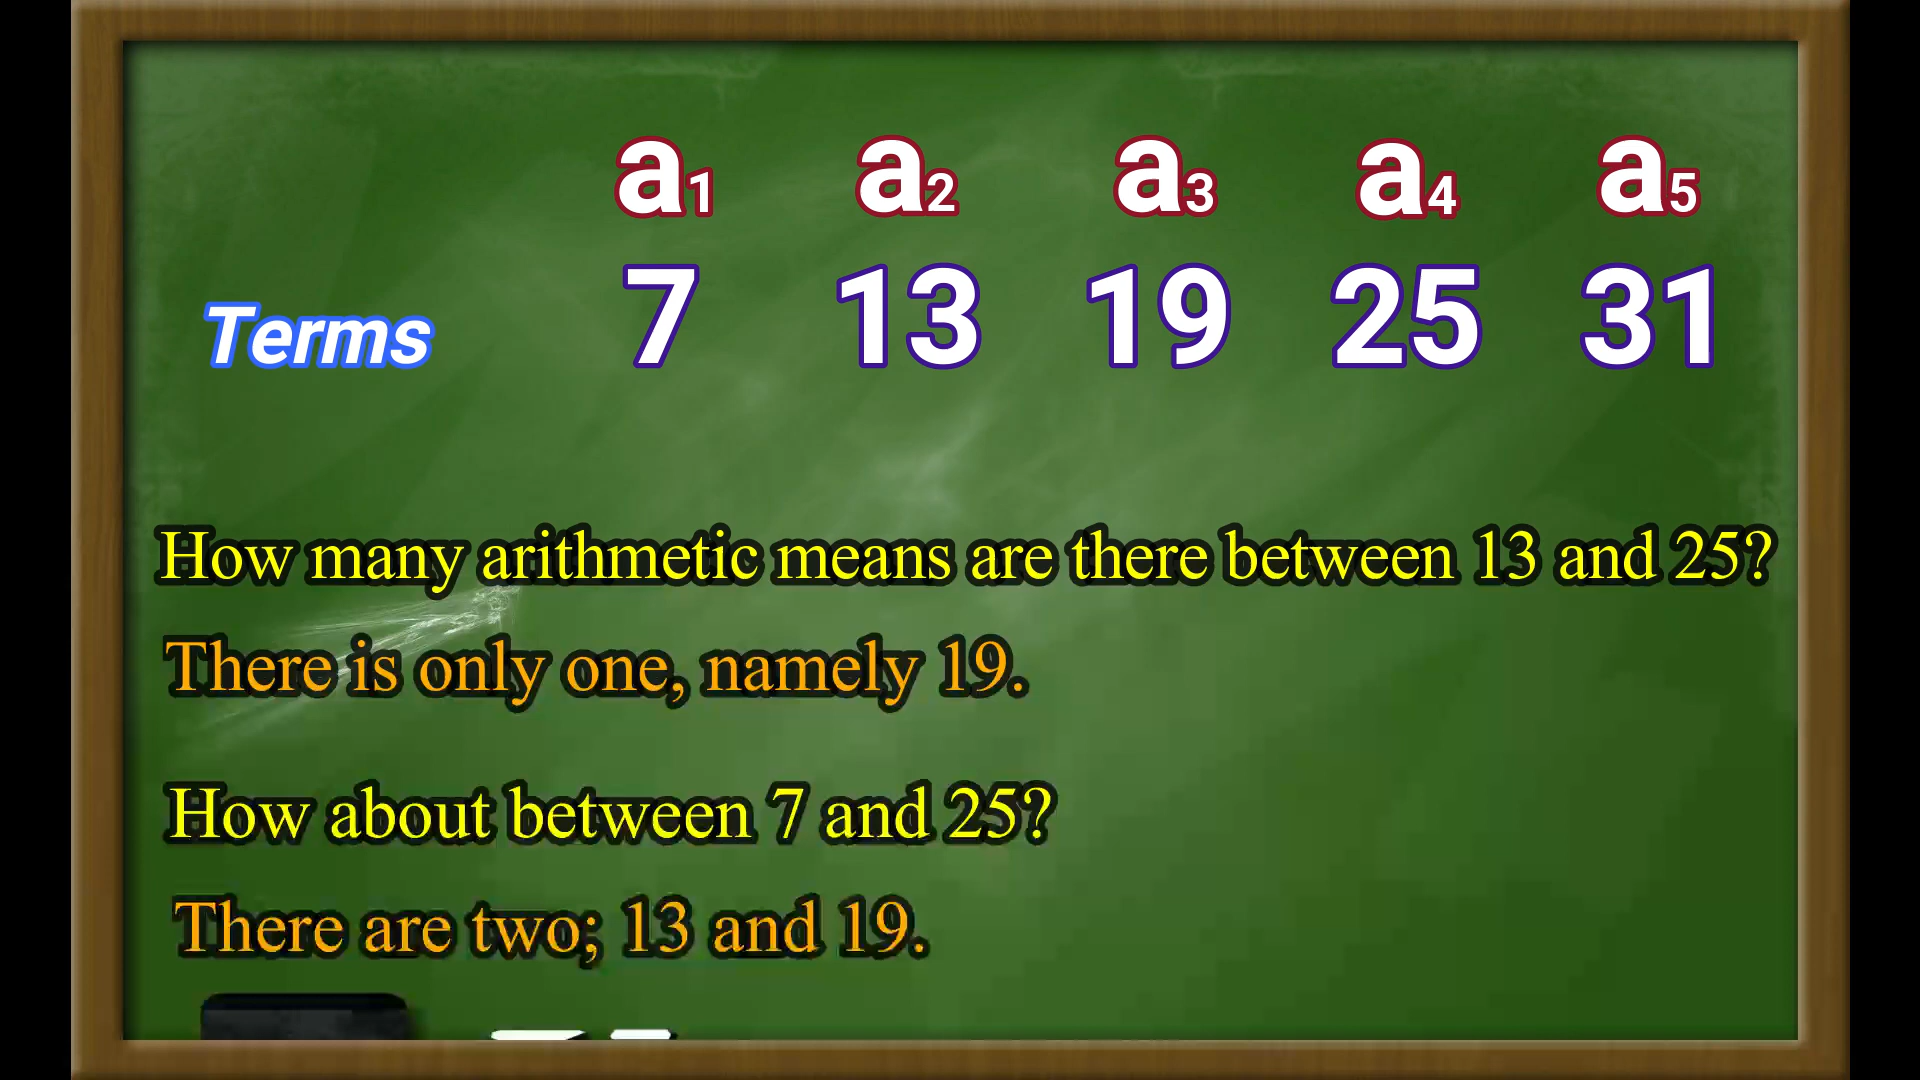 a1 a2 a3 a4 a5
Terms 7 13 19 25 31
How many arithmetic means are there between 13 and 25?
There is only one, namely 19.
How about between 7 and 25?
There are two; 13 and 19.